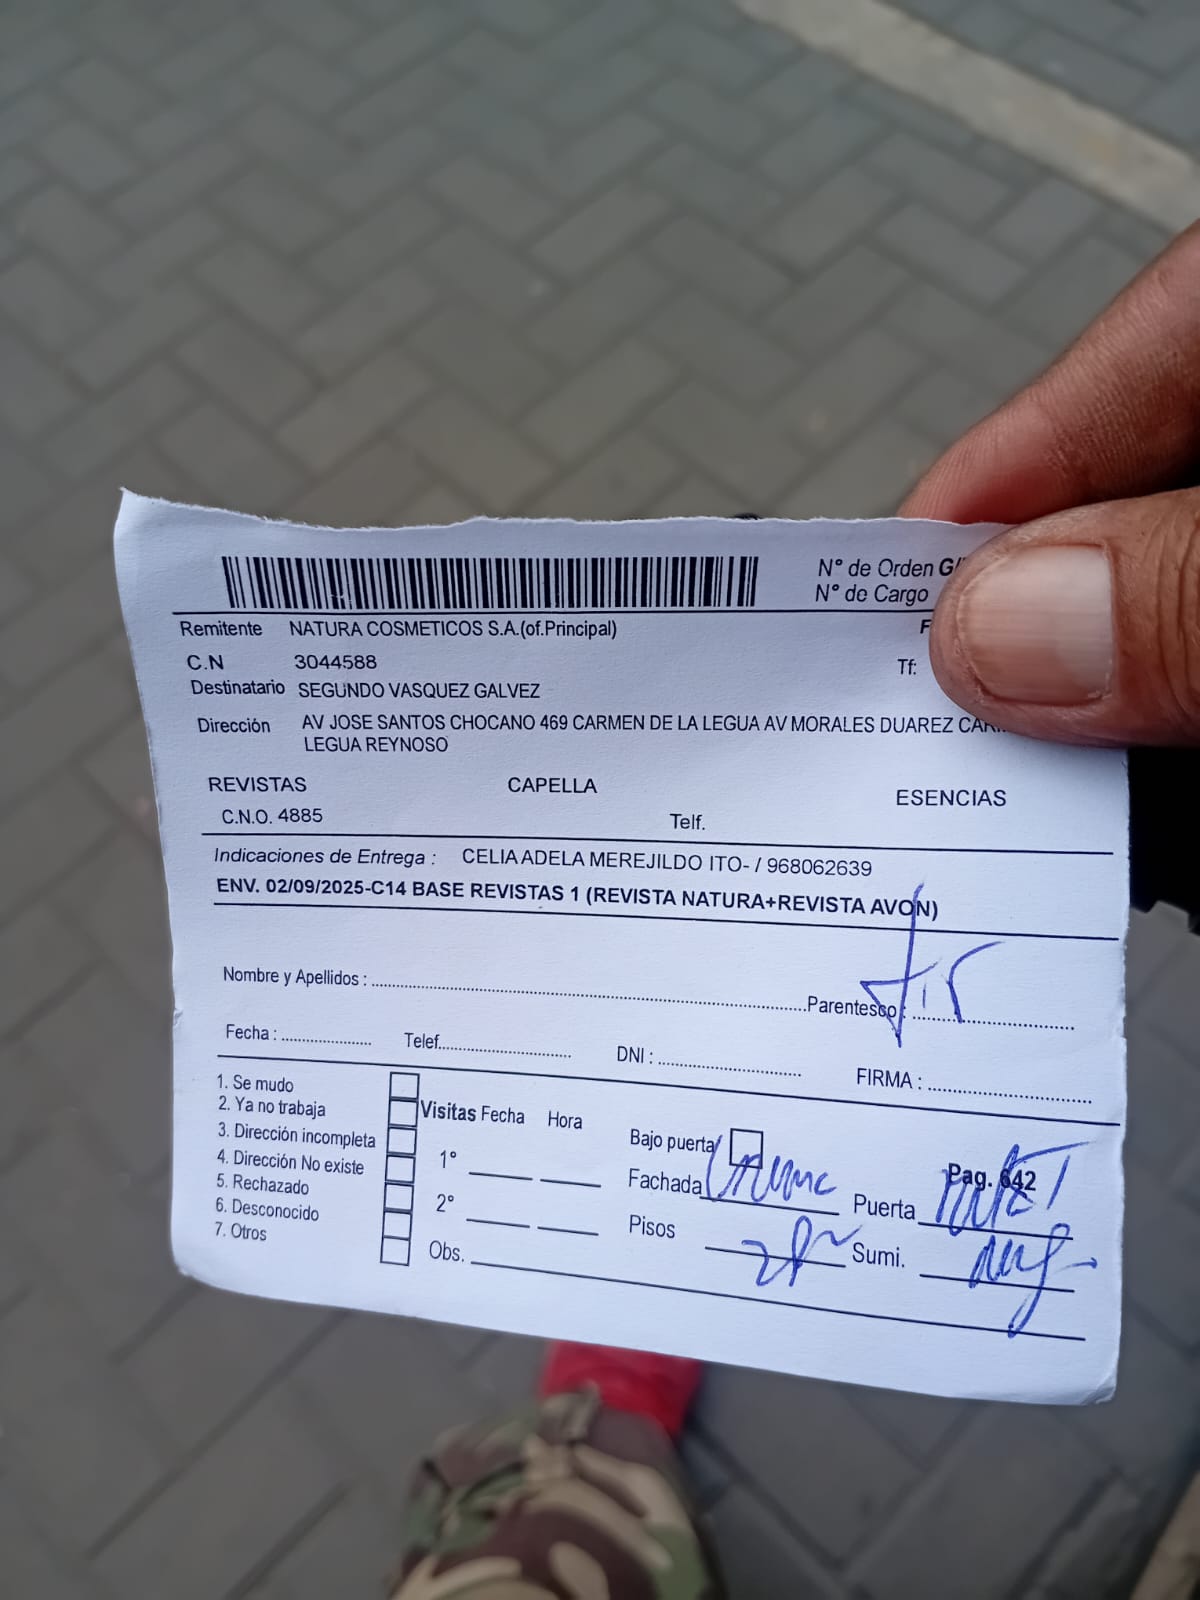 N° de Orden G/
N° de Cargo
Remitente NATURA COSMETICOS S.A.(of.Principal) F
C.N 3044588 Tf:
Destinatario SEGUNDO VASQUEZ GALVEZ
Dirección AV JOSE SANTOS CHOCANO 469 CARMEN DE LA LEGUA AV MORALES DUAREZ
LEGUA REYNOSO
REVISTAS CAPELLA ESENCIAS
C.N.O. 4885 Telf.
Indicaciones de Entrega : CELIA ADELA MEREJILDO ITO- / 968062639
ENV. 02/09/2025-C14 BASE REVISTAS 1 (REVISTA NATURA+REVISTA AVON)
Nombre y Apellidos : Parentesco :
Fecha : Telef. DNI : FIRMA :
1. Se mudo
2. Ya no trabaja
3. Dirección incompleta
4. Dirección No existe
5. Rechazado
6. Desconocido
7. Otros
Visitas Fecha Hora
1°
2°
Obs.
Bajo puerta Pag. 642
Fachada Puerta
Pisos 2P Sumi.